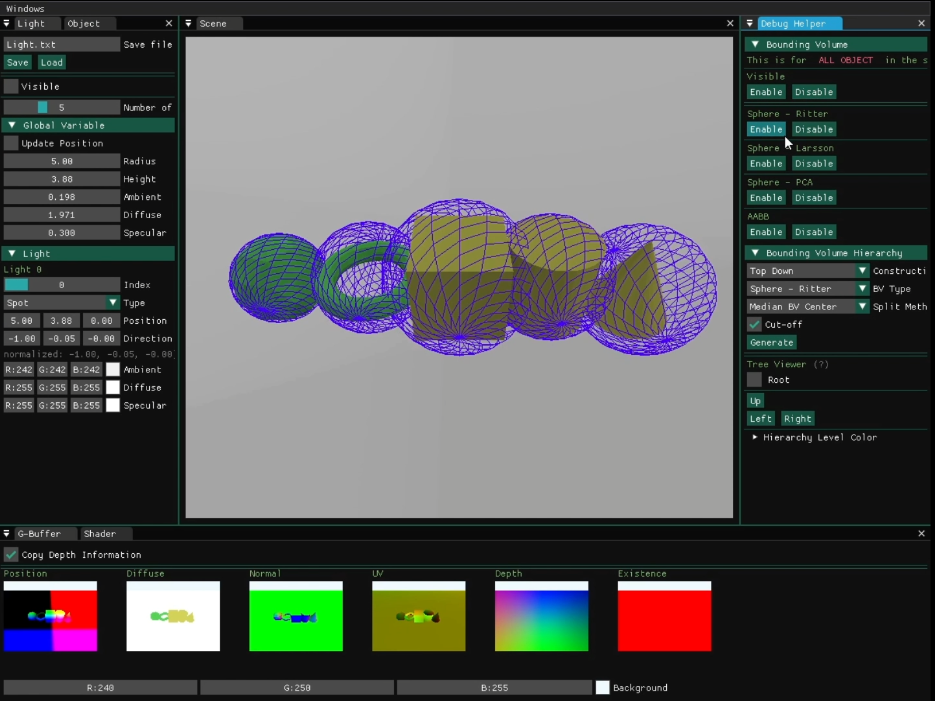 Windows
Light Object
Light.txt Save file
Save Load
Visible
5 Number of
Global Variable
Update Position
5.00 Radius
3.88 Height
0.198 Ambient
1.971 Diffuse
0.300 Specular
Light
Light 0
0 Index
Spot Type
5.00 3.88 0.00 Position
-1.00 -0.05 -0.00 Direction
normalized: -1.00, -0.05, -0.00
R:242 G:242 B:242 Ambient
R:255 G:255 B:255 Diffuse
R:255 G:255 B:255 Specular
Scene
Debug Helper
Bounding Volume
This is for ALL OBJECT in the s
Visible
Enable Disable
Sphere - Ritter
Enable Disable
Sphere - Larsson
Enable Disable
Sphere - PCA
Enable Disable
AABB
Enable Disable
Bounding Volume Hierarchy
Top Down Constructi
Sphere - Ritter BV Type
Median BV Center Split Meth
Cut-off
Generate
Tree Viewer (?)
Root
Up
Left Right
Hierarchy Level Color
G-Buffer Shader
Copy Depth Information
Position Diffuse Normal UV Depth Existence
R:240 G:250 B:255 Background